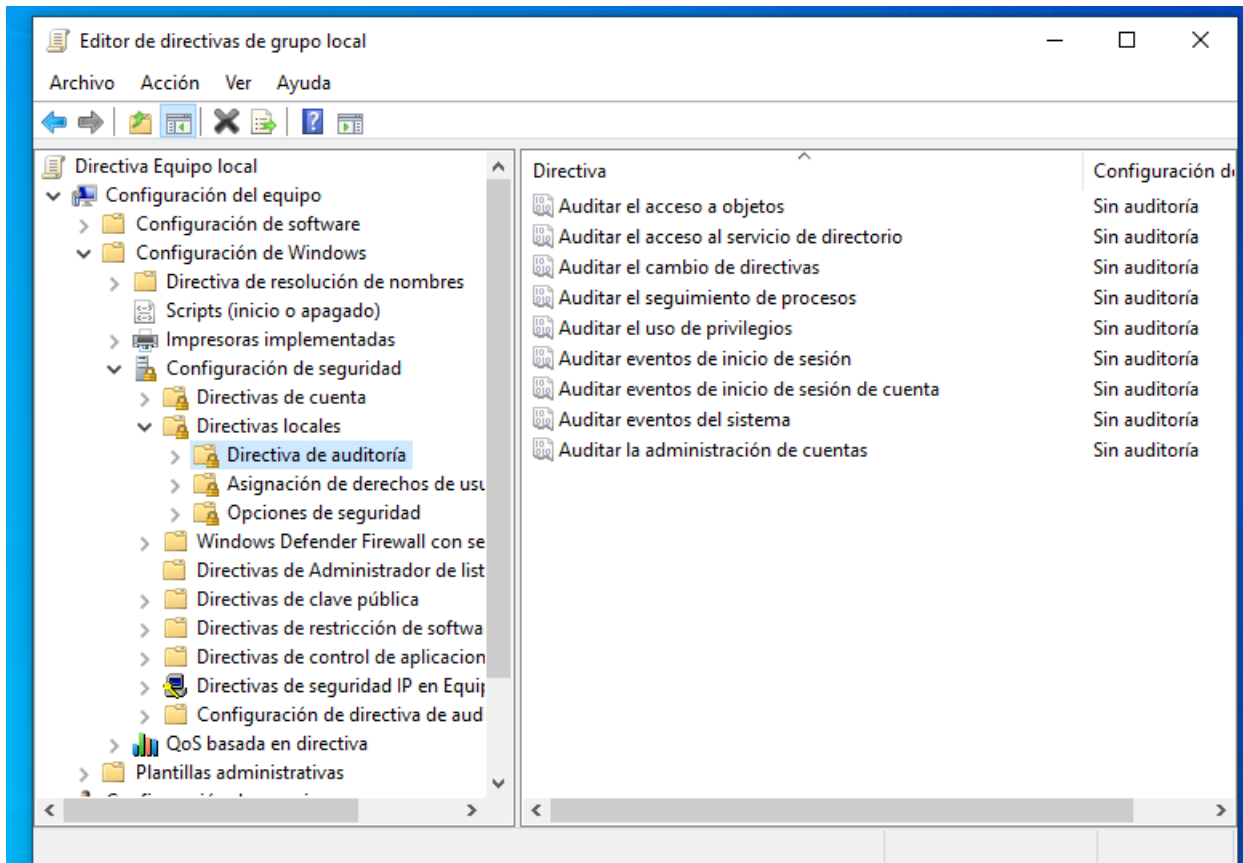 Editor de directivas de grupo local
Archivo Acción Ver Ayuda
Directiva Equipo local
Configuración del equipo
Configuración de software
Configuración de Windows
Directiva de resolución de nombres
Scripts (inicio o apagado)
Impresoras implementadas
Configuración de seguridad
Directivas de cuenta
Directivas locales
Directiva de auditoría
Asignación de derechos de usu
Opciones de seguridad
Windows Defender Firewall con se
Directivas de Administrador de list
Directivas de clave pública
Directivas de restricción de softwa
Directivas de control de aplicacion
Directivas de seguridad IP en Equip
Configuración de directiva de aud
QoS basada en directiva
Plantillas administrativas
Directiva Configuración de
Auditar el acceso a objetos Sin auditoría
Auditar el acceso al servicio de directorio Sin auditoría
Auditar el cambio de directivas Sin auditoría
Auditar el seguimiento de procesos Sin auditoría
Auditar el uso de privilegios Sin auditoría
Auditar eventos de inicio de sesión Sin auditoría
Auditar eventos de inicio de sesión de cuenta Sin auditoría
Auditar eventos del sistema Sin auditoría
Auditar la administración de cuentas Sin auditoría